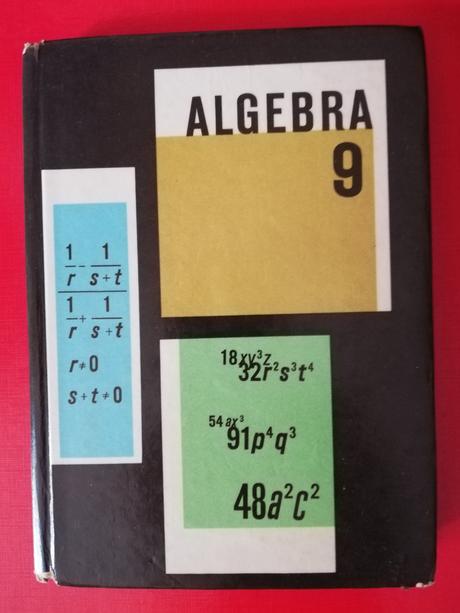 ALGEBRA
9
1/r - 1/s+t
1/r + 1/s+t
r≠0
s+t≠0
18xy³z
32r²s³t⁴
54ax³
91p⁴q³
48a²c²